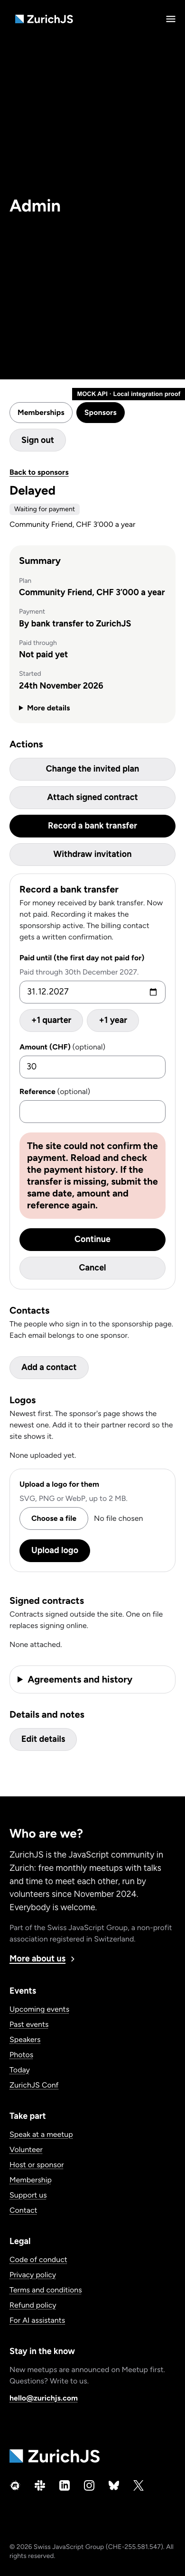 ZurichJS
Admin
MOCK API · Local integration proof
Memberships
Sponsors
Sign out
Back to sponsors
Delayed
Waiting for payment
Community Friend, CHF 3'000 a year
Summary
Plan
Community Friend, CHF 3'000 a year
Payment
By bank transfer to ZurichJS
Paid through
Not paid yet
Started
24th November 2026
More details
Actions
Change the invited plan
Attach signed contract
Record a bank transfer
Withdraw invitation
Record a bank transfer
For money received by bank transfer. Now
not paid. Recording it makes the
sponsorship active. The billing contact
gets a written confirmation.
Paid until (the first day not paid for)
Paid through 30th December 2027.
31.12.2027
+1 quarter
+1 year
Amount (CHF) (optional)
30
Reference (optional)
The site could not confirm the
payment. Reload and check
the payment history. If the
transfer is missing, submit the
same date, amount and
reference again.
Continue
Cancel
Contacts
The people who sign in to the sponsorship page.
Each email belongs to one sponsor.
Add a contact
Logos
Newest first. The sponsor's page shows the
newest one. Add it to their partner record so the
site shows it.
None uploaded yet.
Upload a logo for them
SVG, PNG or WebP, up to 2 MB.
Choose a file
No file chosen
Upload logo
Signed contracts
Contracts signed outside the site. One on file
replaces signing online.
None attached.
Agreements and history
Details and notes
Edit details
Who are we?
ZurichJS is the JavaScript community in
Zurich: free monthly meetups with talks
and time to meet each other, run by
volunteers since November 2024.
Everybody is welcome.
Part of the Swiss JavaScript Group, a non-profit
association registered in Switzerland.
More about us
Events
Upcoming events
Past events
Speakers
Photos
Today
ZurichJS Conf
Take part
Speak at a meetup
Volunteer
Host or sponsor
Membership
Support us
Contact
Legal
Code of conduct
Privacy policy
Terms and conditions
Refund policy
For AI assistants
Stay in the know
New meetups are announced on Meetup first.
Questions? Write to us.
hello@zurichjs.com
ZurichJS
© 2026 Swiss JavaScript Group (CHE-255.581.547). All
rights reserved.